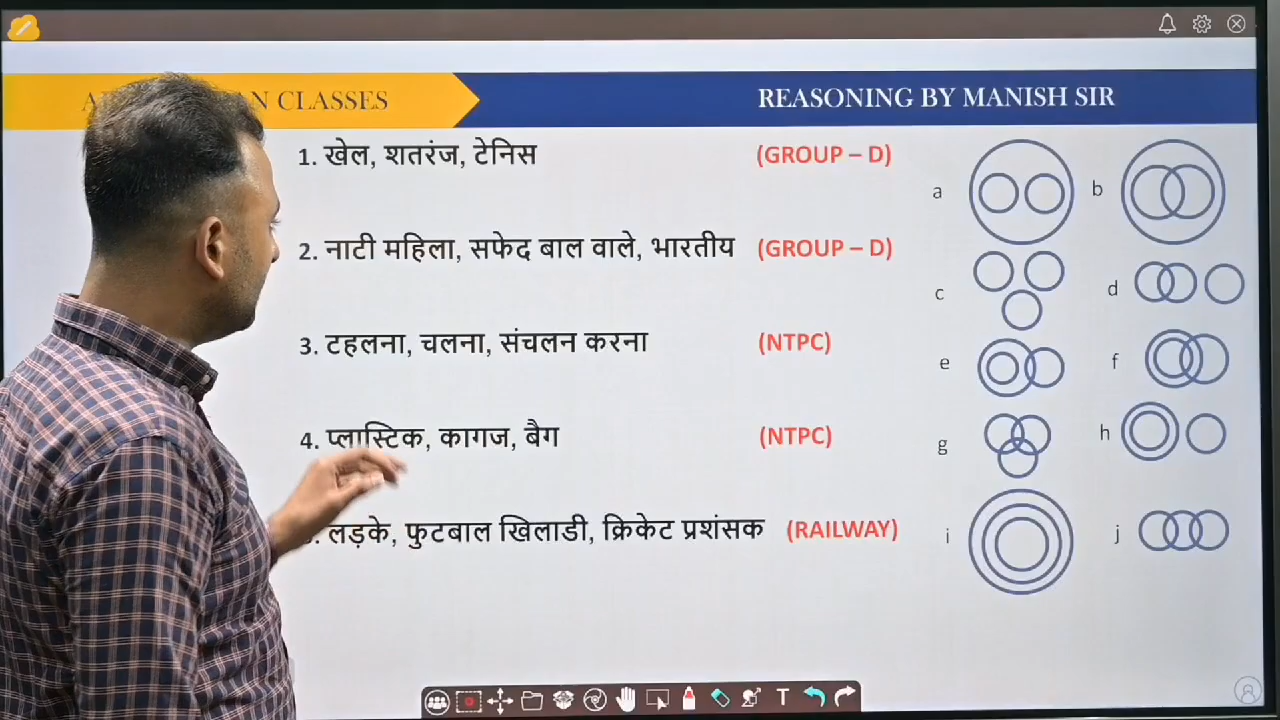 CLASSES
REASONING BY MANISH SIR
1. खेल, शतरंज, टेनिस (GROUP – D)
2. नाटी महिला, सफेद बाल वाले, भारतीय (GROUP – D)
3. टहलना, चलना, संचलन करना (NTPC)
4. प्लास्टिक, कागज, बैग (NTPC)
लड़के, फुटबाल खिलाडी, क्रिकेट प्रशंसक (RAILWAY)
a b
c d
e f
g h
i j
T